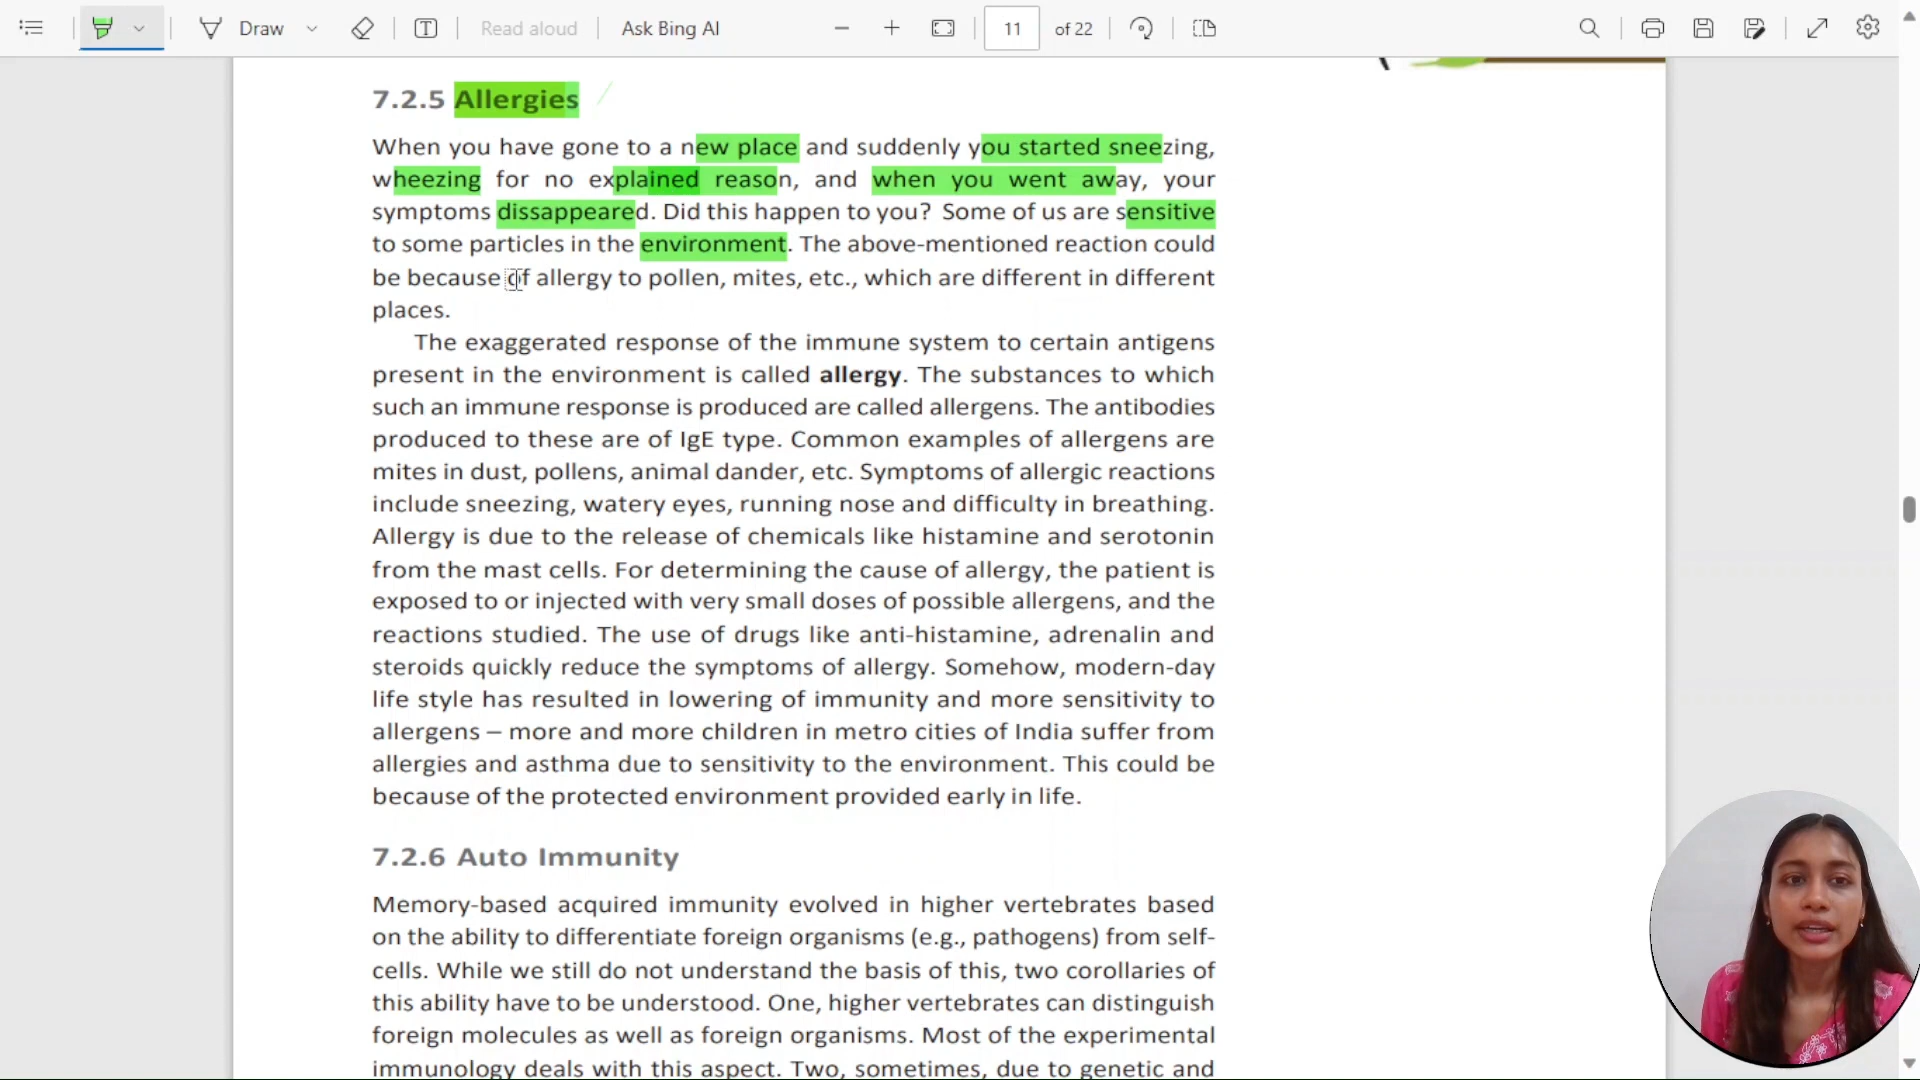 Draw
Read aloud
Ask Bing AI
11
of 22
7.2.5 Allergies
When you have gone to a new place and suddenly you started sneezing,
wheezing for no explained reason, and when you went away, your
symptoms dissappeared. Did this happen to you? Some of us are sensitive
to some particles in the environment. The above-mentioned reaction could
be because of allergy to pollen, mites, etc., which are different in different
places.
The exaggerated response of the immune system to certain antigens
present in the environment is called allergy. The substances to which
such an immune response is produced are called allergens. The antibodies
produced to these are of IgE type. Common examples of allergens are
mites in dust, pollens, animal dander, etc. Symptoms of allergic reactions
include sneezing, watery eyes, running nose and difficulty in breathing.
Allergy is due to the release of chemicals like histamine and serotonin
from the mast cells. For determining the cause of allergy, the patient is
exposed to or injected with very small doses of possible allergens, and the
reactions studied. The use of drugs like anti-histamine, adrenalin and
steroids quickly reduce the symptoms of allergy. Somehow, modern-day
life style has resulted in lowering of immunity and more sensitivity to
allergens – more and more children in metro cities of India suffer from
allergies and asthma due to sensitivity to the environment. This could be
because of the protected environment provided early in life.
7.2.6 Auto Immunity
Memory-based acquired immunity evolved in higher vertebrates based
on the ability to differentiate foreign organisms (e.g., pathogens) from self-
cells. While we still do not understand the basis of this, two corollaries of
this ability have to be understood. One, higher vertebrates can distinguish
foreign molecules as well as foreign organisms. Most of the experimental
immunology deals with this aspect. Two, sometimes, due to genetic and